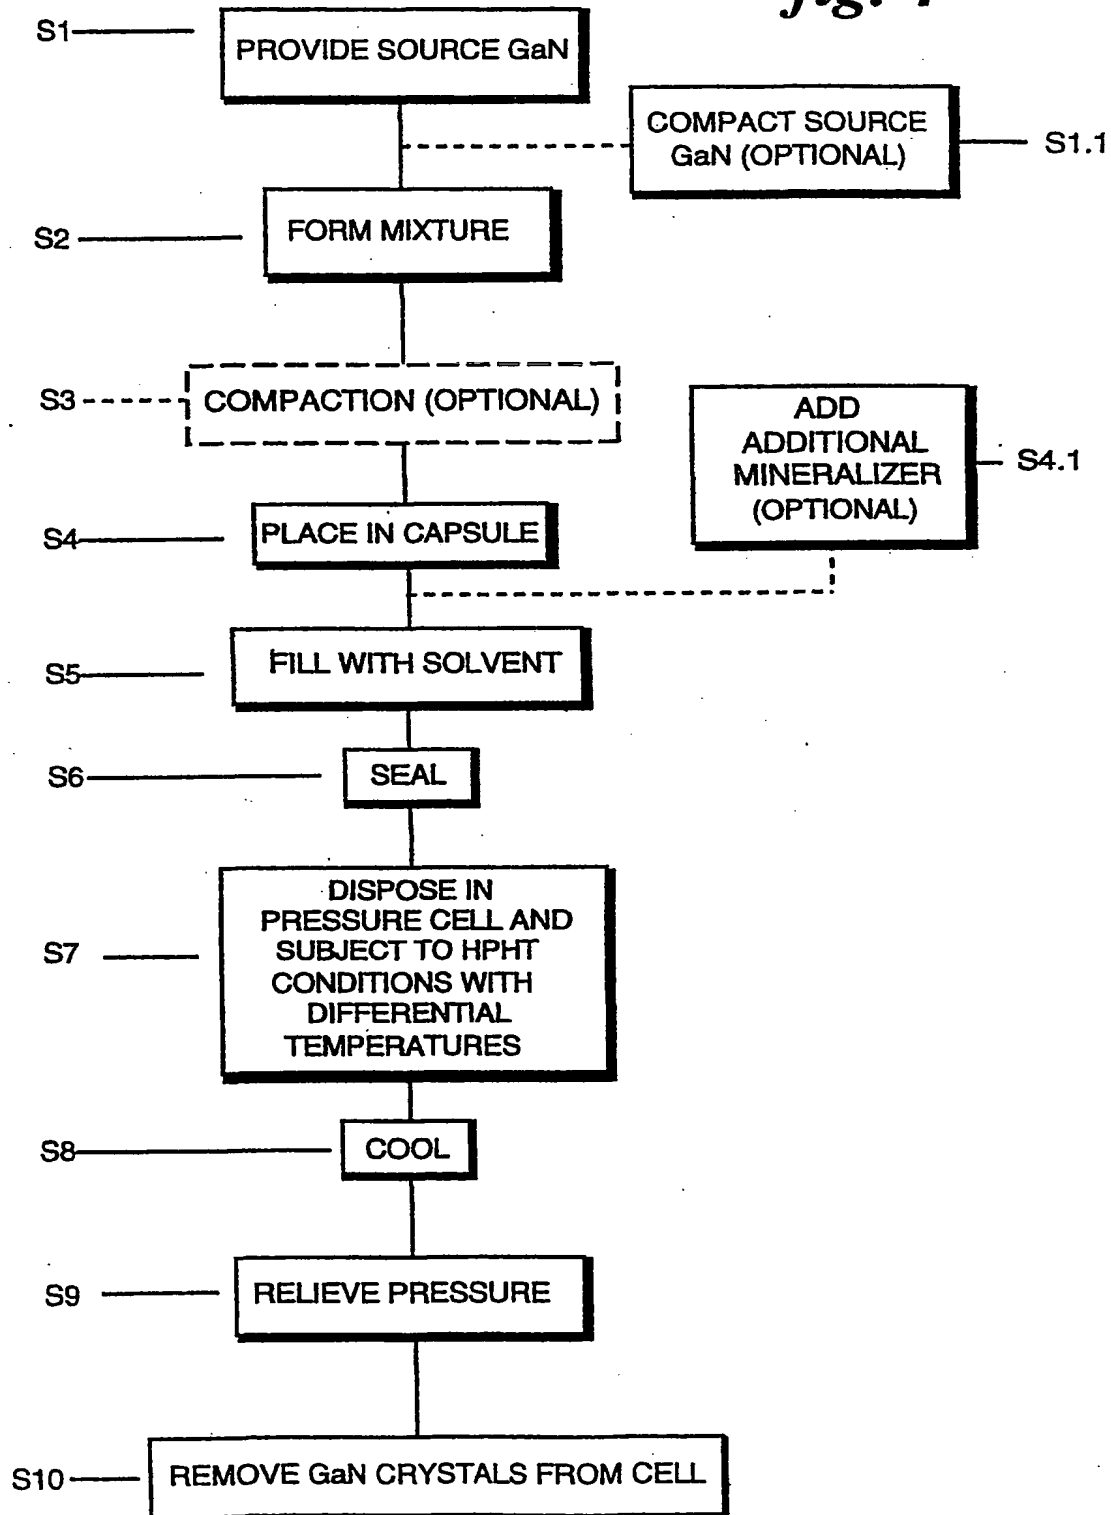 fig.
S1
PROVIDE SOURCE GaN
COMPACT SOURCE
GaN (OPTIONAL)
S1.1
S2
FORM MIXTURE
S3
COMPACTION (OPTIONAL)
ADD
ADDITIONAL
MINERALIZER
(OPTIONAL)
S4.1
S4
PLACE IN CAPSULE
S5
FILL WITH SOLVENT
S6
SEAL
S7
DISPOSE IN
PRESSURE CELL AND
SUBJECT TO HPHT
CONDITIONS WITH
DIFFERENTIAL
TEMPERATURES
S8
COOL
S9
RELIEVE PRESSURE
S10
REMOVE GaN CRYSTALS FROM CELL